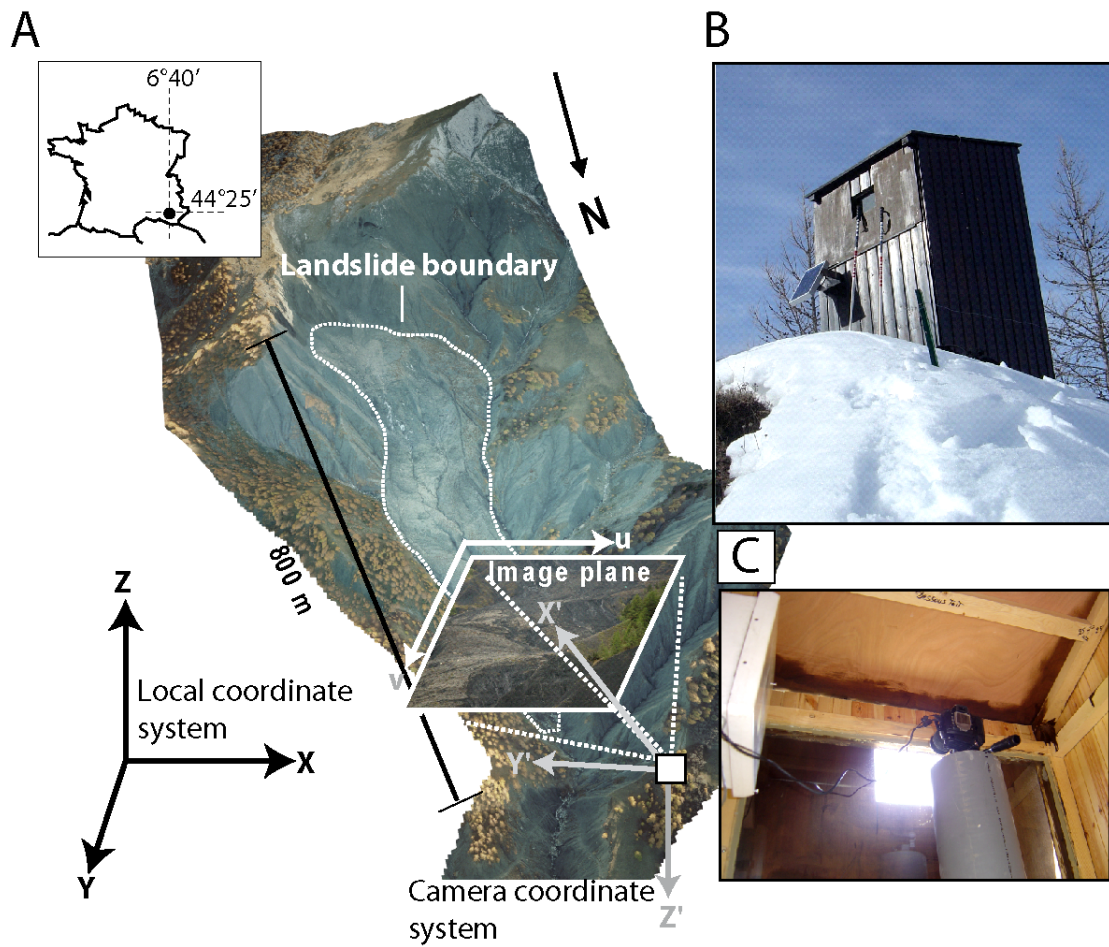 A
6°40'
44°25'
N
Landslide boundary
800 m
u
Image plane
X'
v
Z
Local coordinate
system
X
Y
Y'
Camera coordinate
system
Z'
B
C